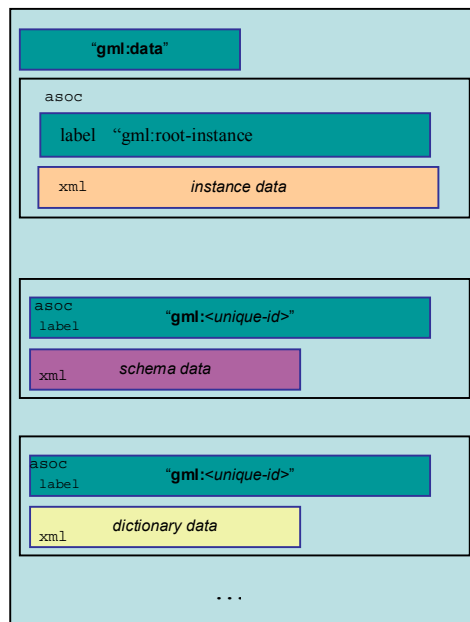 “gml:data”
asoc
label “gml:root-instance
xml instance data
asoc
label “gml:<unique-id>”
xml schema data
asoc
label “gml:<unique-id>”
xml dictionary data
...